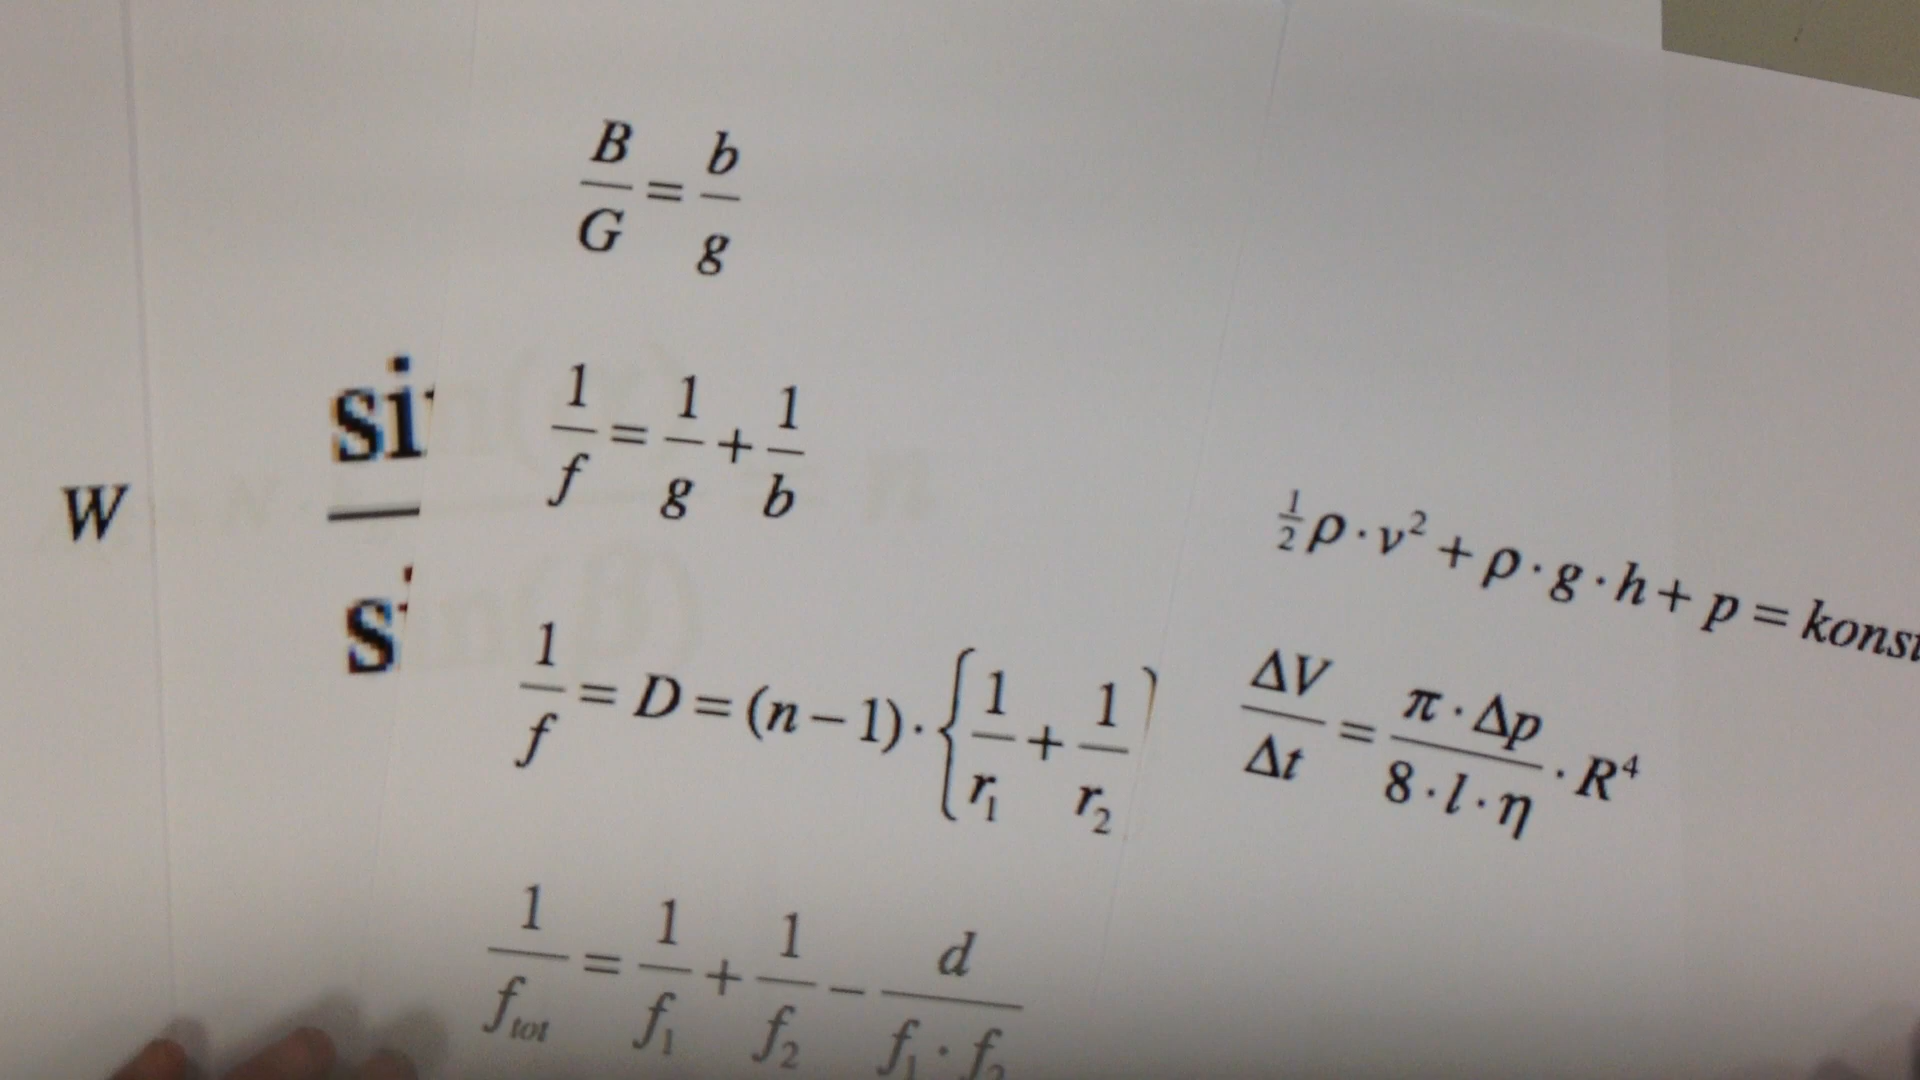 B/G = b/g
si
W
s
1/f = 1/g + 1/b
1/f = D = (n − 1) · {1/r₁ + 1/r₂)
1/f_tot = 1/f₁ + 1/f₂ − d/(f₁ · f₂)
½ρ · v² + ρ · g · h + p = konst
ΔV/Δt = (π · Δp)/(8 · l · η) · R⁴